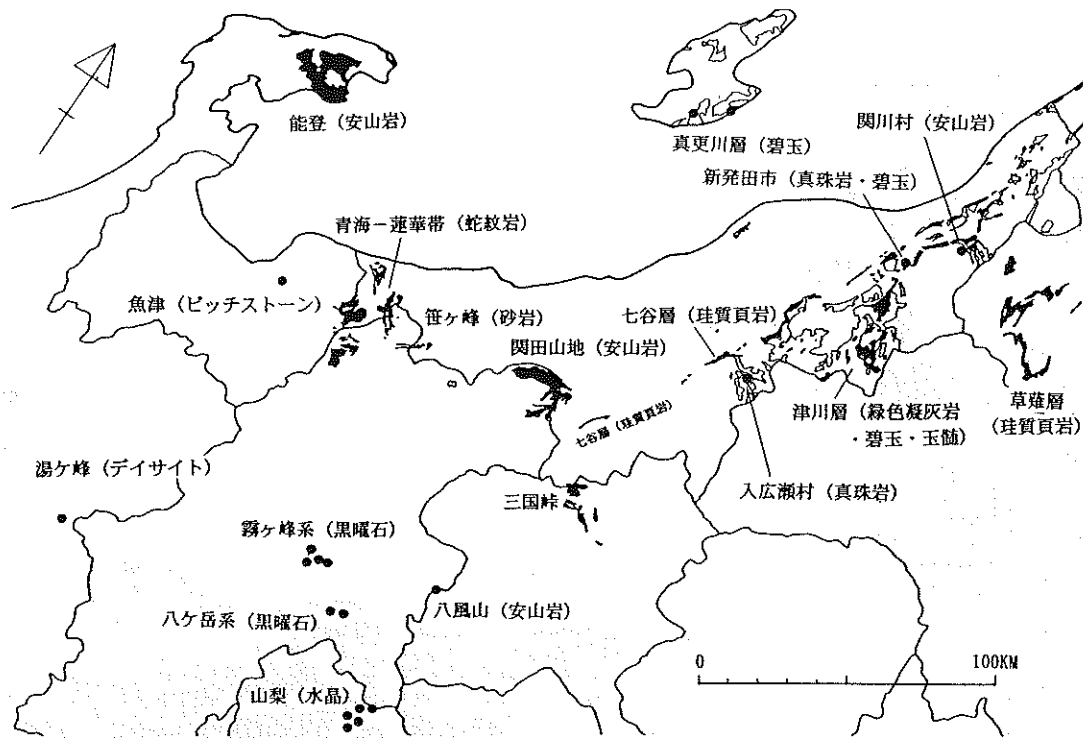 能登（安山岩）
真更川層（碧玉）
関川村（安山岩）
新発田市（真珠岩・碧玉）
青海－蓮華帯（蛇紋岩）
魚津（ピッチストーン）
笹ヶ峰（砂岩）
関田山地（安山岩）
七谷層（珪質頁岩）
七谷層（珪質頁岩）
津川層（緑色凝灰岩
・碧玉・玉髄）
草薙層
（珪質頁岩）
入広瀬村（真珠岩）
湯ケ峰（デイサイト）
三国峠
霧ヶ峰系（黒曜石）
八ケ岳系（黒曜石）
八風山（安山岩）
山梨（水晶）
0
100KM